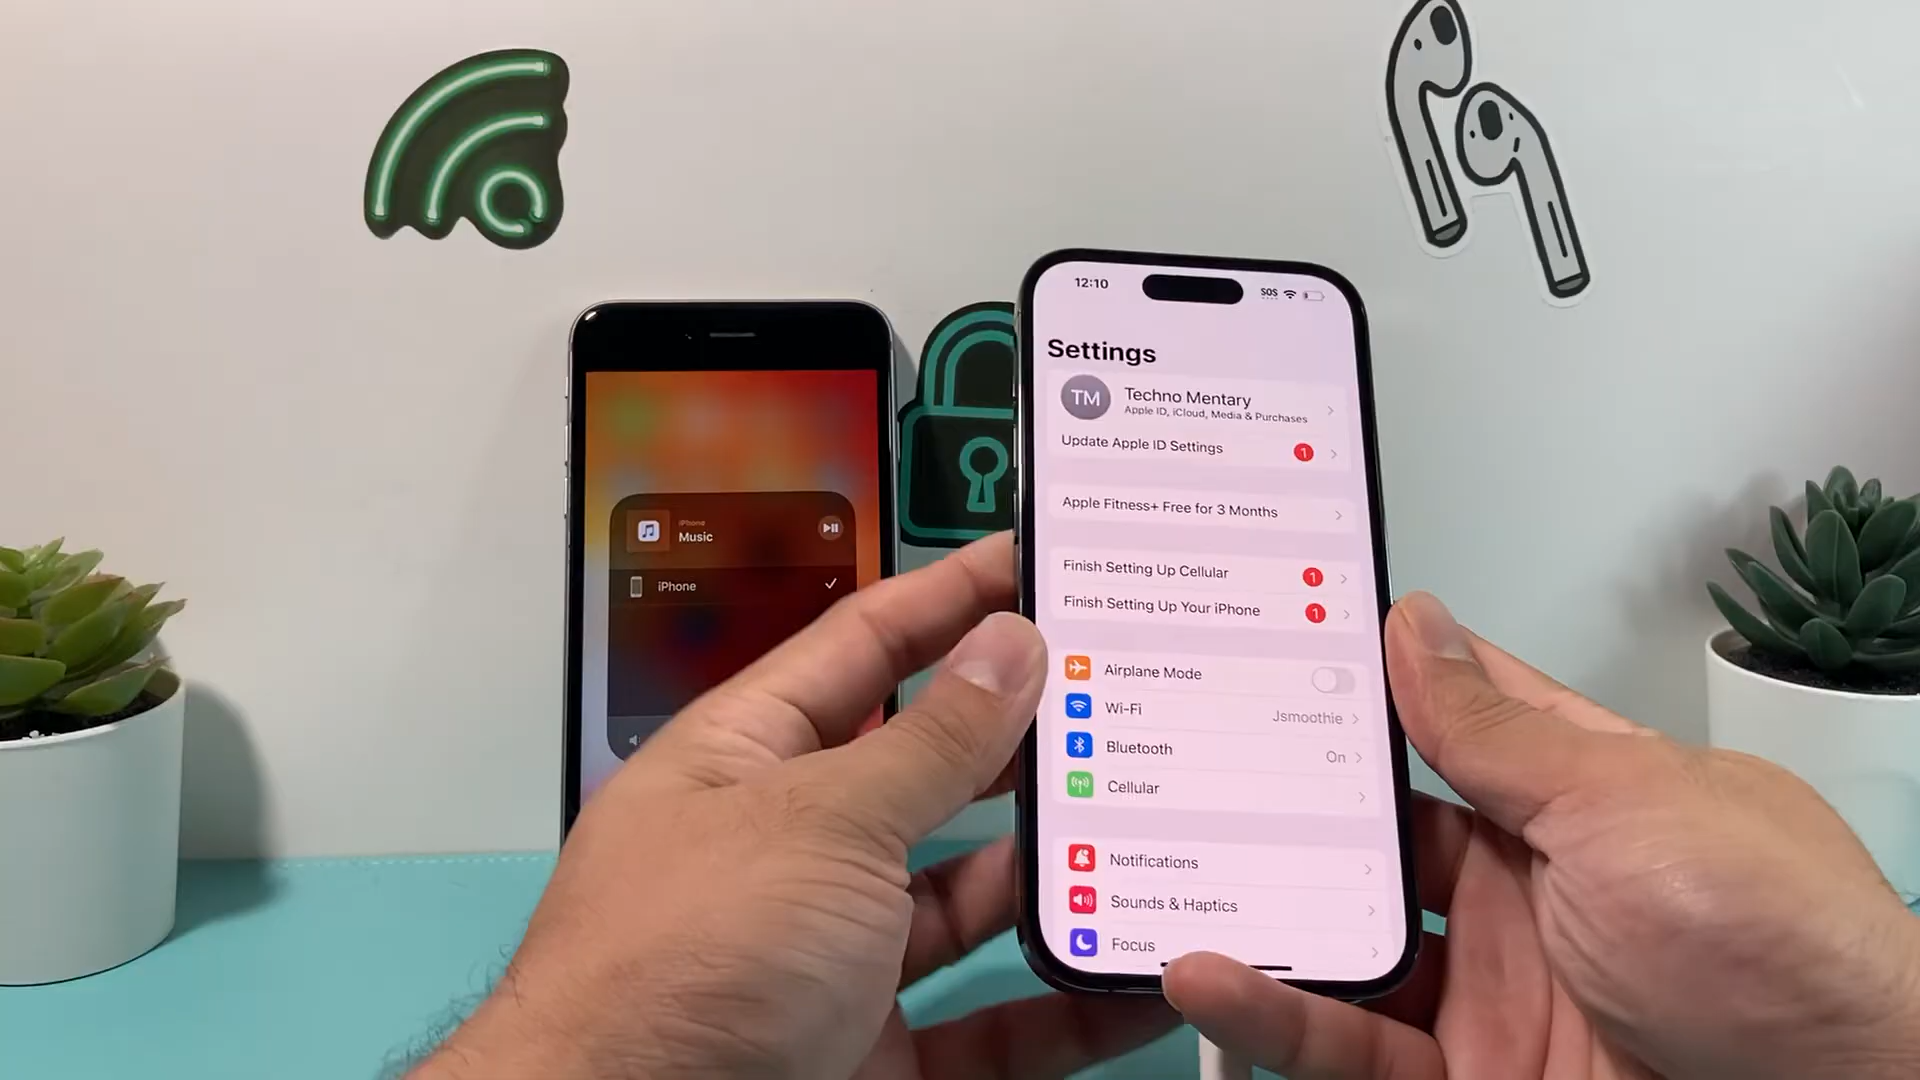 iPhone
Music
iPhone
12:10
SOS
Settings
TM
Techno Mentary
Apple ID, iCloud, Media & Purchases
Update Apple ID Settings
1
Apple Fitness+ Free for 3 Months
Finish Setting Up Cellular
1
Finish Setting Up Your iPhone
1
Airplane Mode
Wi-Fi
Jsmoothie
Bluetooth
On
Cellular
Notifications
Sounds & Haptics
Focus